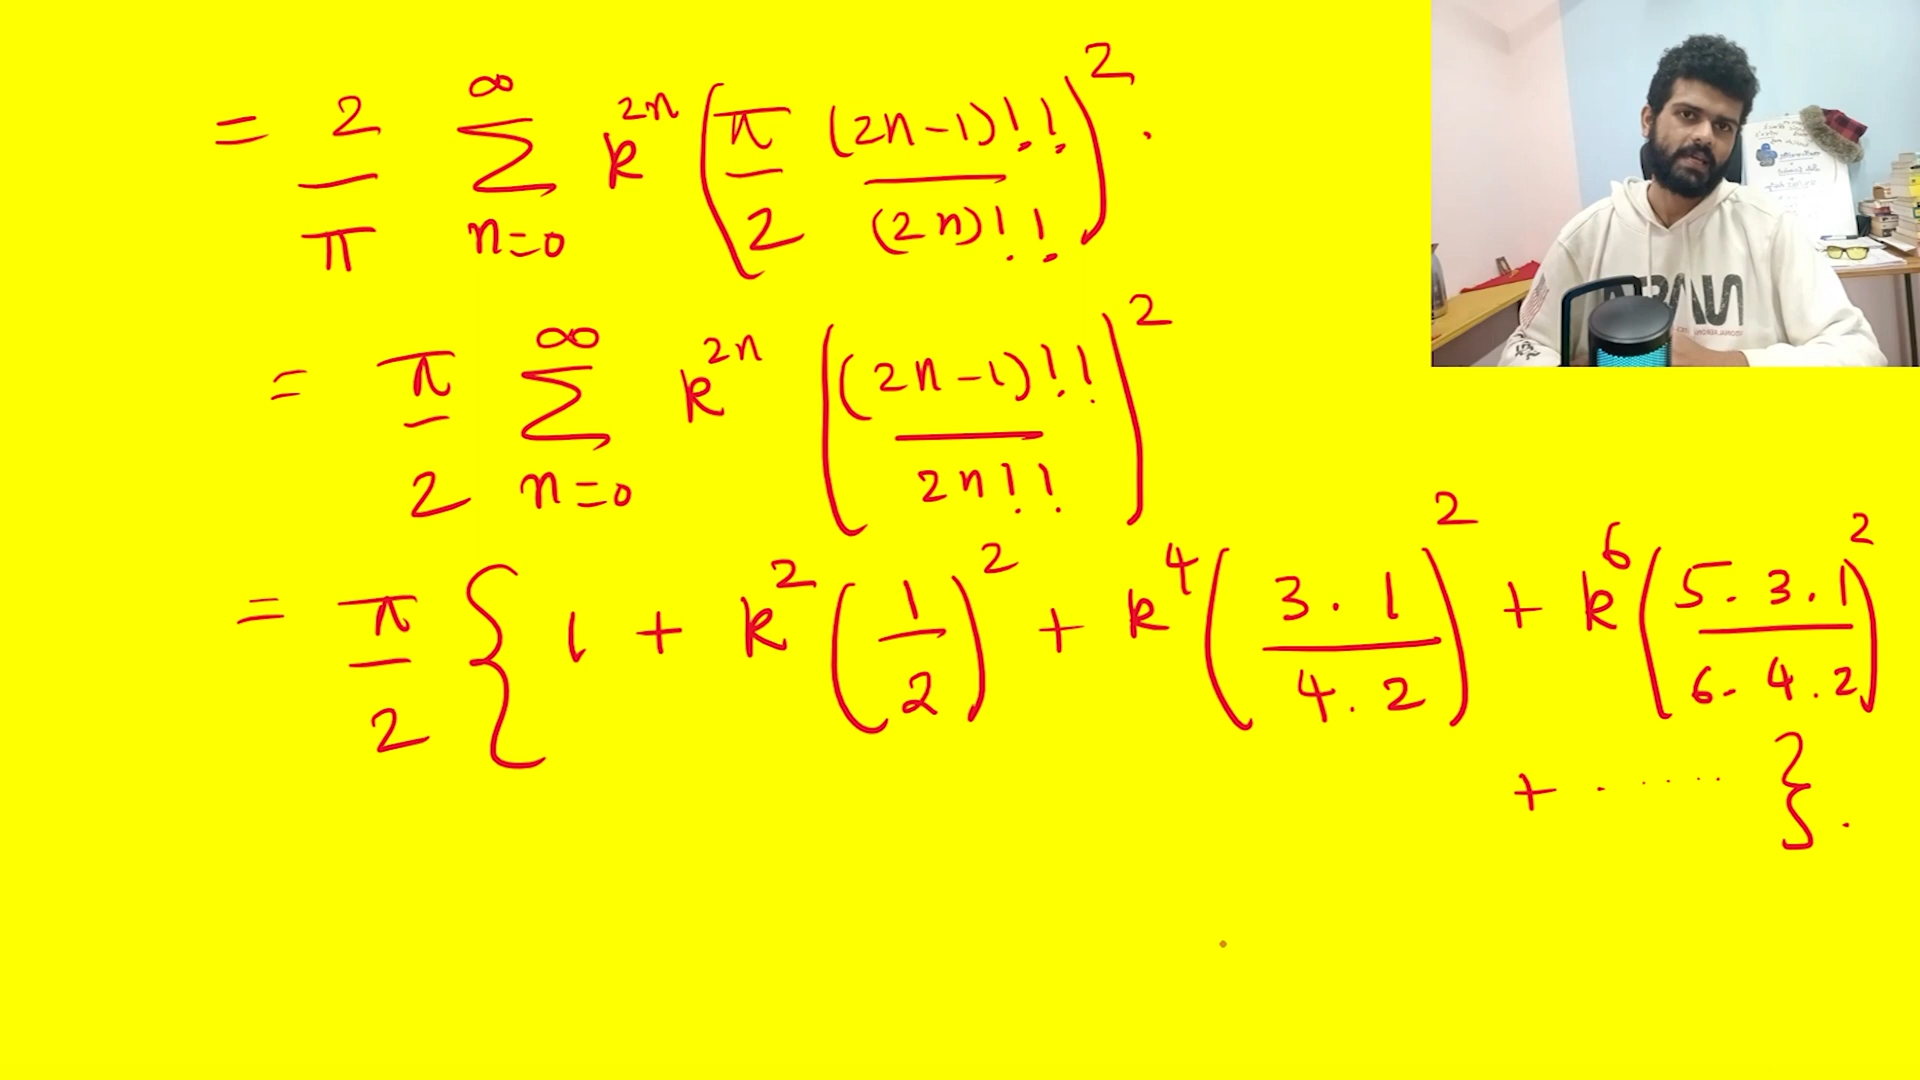 = 2/π ∑_{n=0}^{∞} k^{2n} (π/2 (2n-1)!!/(2n)!!)^2.
= π/2 ∑_{n=0}^{∞} k^{2n} ((2n-1)!!/2n!!)^2
= π/2 { 1 + k^2 (1/2)^2 + k^4 (3.1/4.2)^2 + k^6 (5.3.1/6.4.2)^2
+ ...... }.